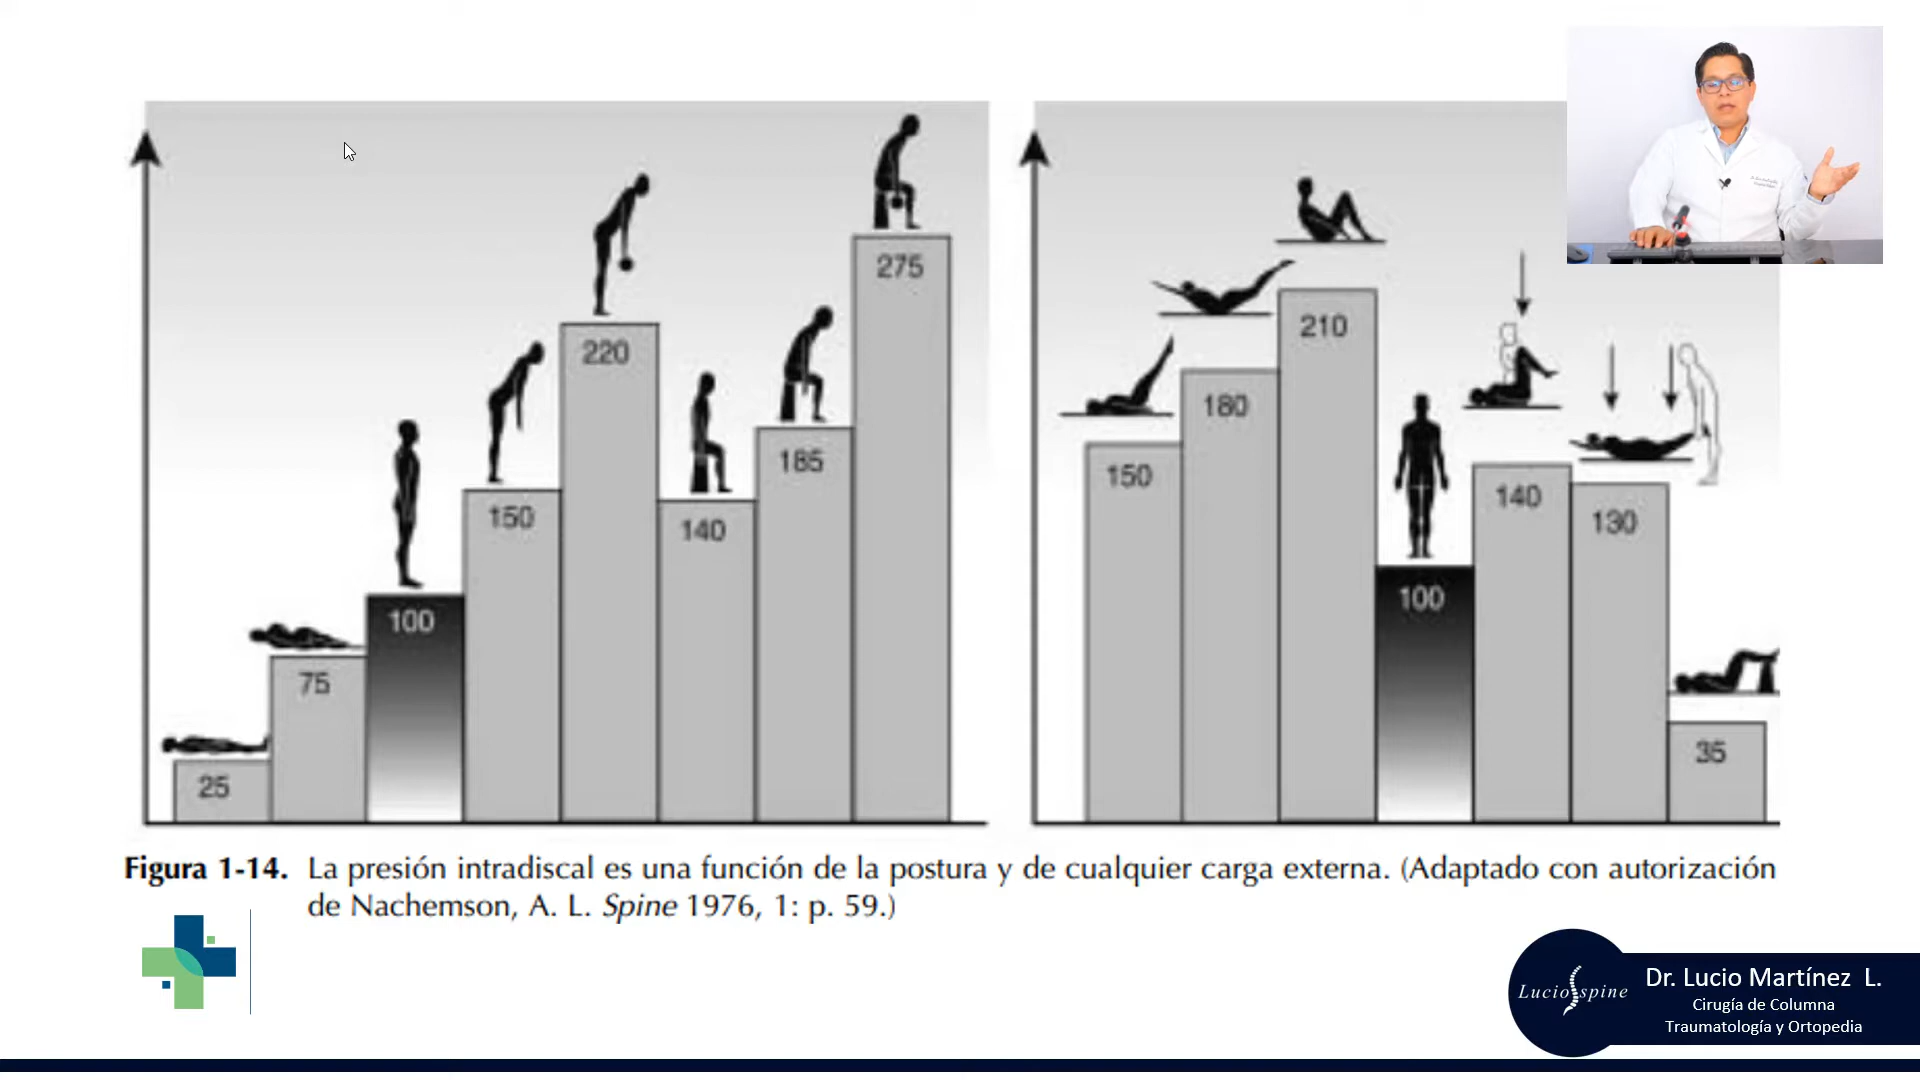 25
75
100
150
220
140
185
275
150
180
210
100
140
130
35
Figura 1-14. La presión intradiscal es una función de la postura y de cualquier carga externa. (Adaptado con autorización
de Nachemson, A. L. Spine 1976, 1: p. 59.)
Lucio spine
Dr. Lucio Martínez L.
Cirugía de Columna
Traumatología y Ortopedia